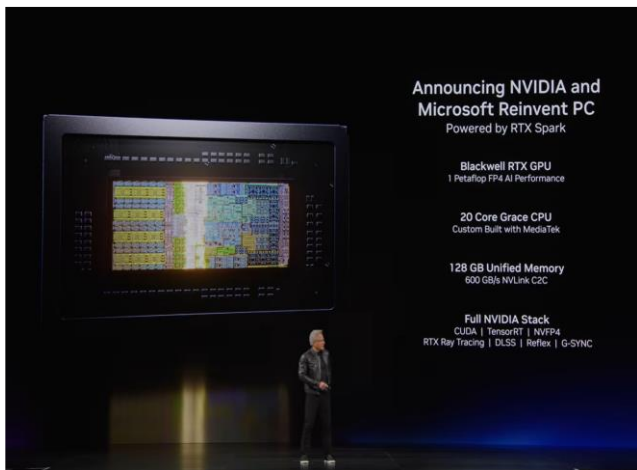 Announcing NVIDIA and
Microsoft Reinvent PC
Powered by RTX Spark
Blackwell RTX GPU
1 Petaflop FP4 AI Performance
20 Core Grace CPU
Custom Built with MediaTek
128 GB Unified Memory
600 GB/s NVLink C2C
Full NVIDIA Stack
CUDA | TensorRT | NVFP4
RTX Ray Tracing | DLSS | Reflex | G-SYNC